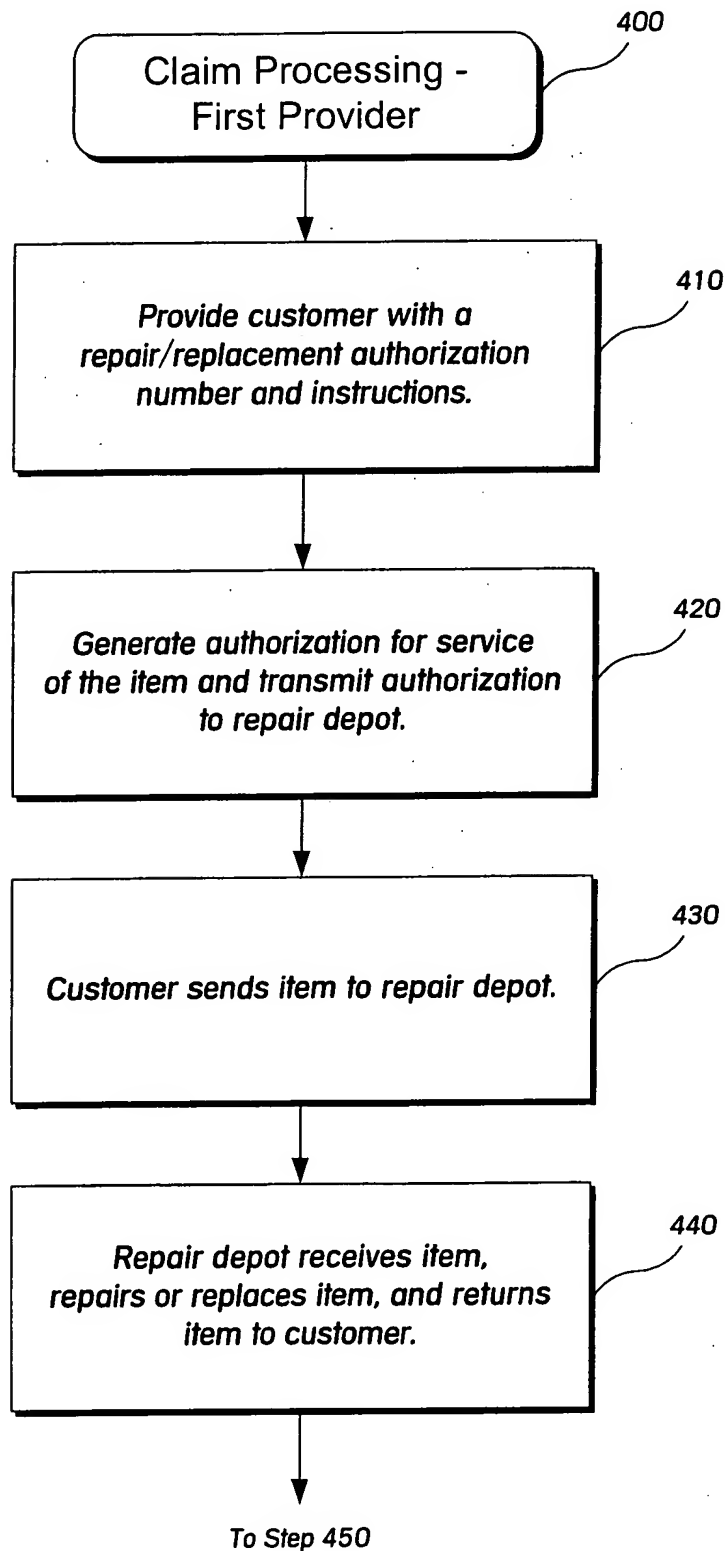 400
Claim Processing -
First Provider
410
Provide customer with a
repair/replacement authorization
number and instructions.
420
Generate authorization for service
of the item and transmit authorization
to repair depot.
430
Customer sends item to repair depot.
440
Repair depot receives item,
repairs or replaces item, and returns
item to customer.
To Step 450